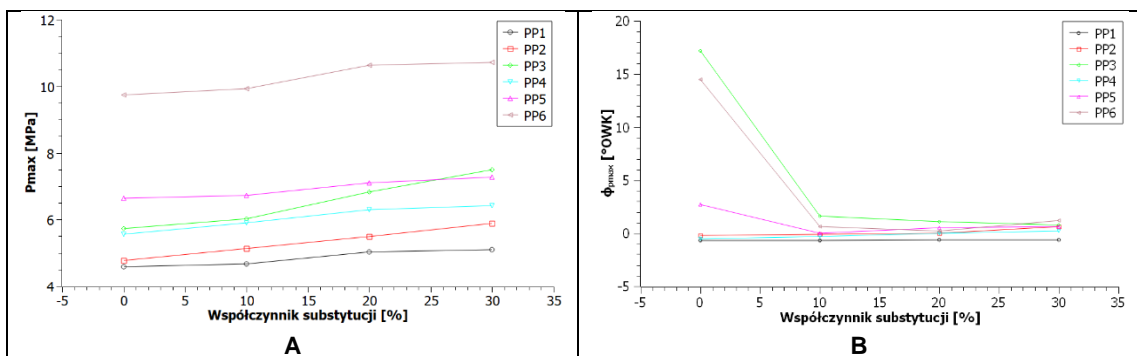 12
10
8
6
4
Pmax [MPa]
-5 0 5 10 15 20 25 30 35
Współczynnik substytucji [%]
PP1
PP2
PP3
PP4
PP5
PP6
A
20
15
10
5
0
-5
ϕpmax [°OWK]
-5 0 5 10 15 20 25 30 35
Współczynnik substytucji [%]
PP1
PP2
PP3
PP4
PP5
PP6
B